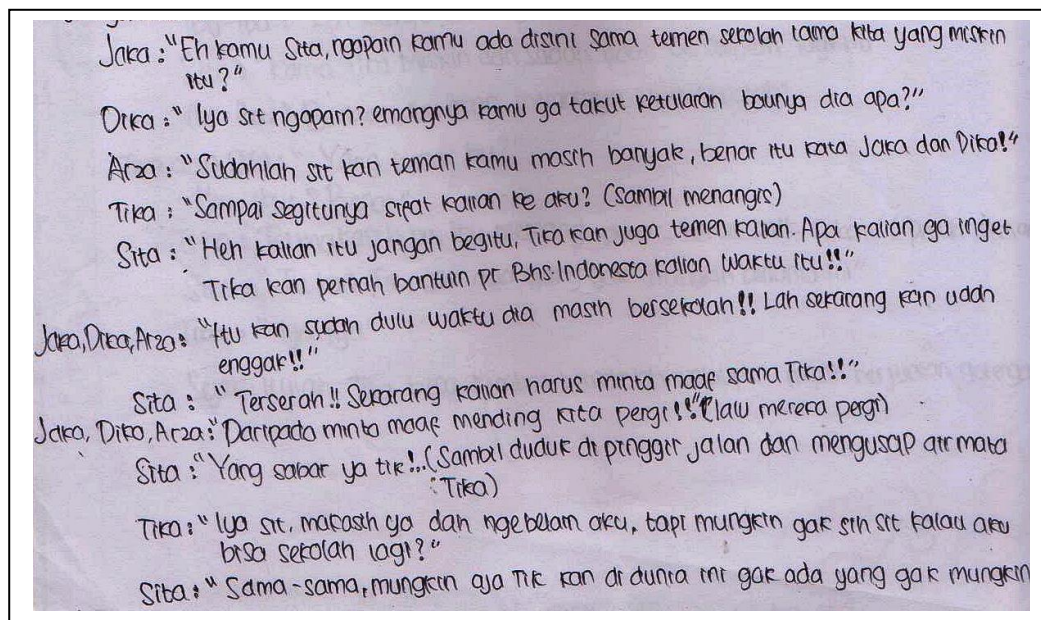 Jaka : "Eh kamu Sita, ngapain kamu ada disini sama temen sekolah lama kita yang miskin
itu ?"
Dika : "Iya sit ngapain? emangnya kamu ga takut ketularan baunya dia apa?"
Arza : "Sudahlah sit kan teman kamu masih banyak, benar itu kata Jaka dan Dika!"
Tika : "Sampai segitunya sifat kalian ke aku? (Sambil menangis)
Sita : "Heh kalian itu jangan begitu, Tika kan juga temen kalian. Apa kalian ga inget
Tika kan pernah bantuin pr Bhs.Indonesia kalian waktu itu!!"
Jaka, Dika, Arza : "Itu kan sudah dulu waktu dia masih bersekolah!! Lah sekarang kan udah
enggak!!"
Sita : "Terserah!! Sekarang kalian harus minta maaf sama Tika!!"
Jaka, Dika, Arza : "Daripada minta maaf mending kita pergi!!" (lalu mereka pergi)
Sita : "Yang sabar ya tik!..(Sambil duduk di pinggir jalan dan mengusap air mata
Tika)
Tika : "Iya sit, makasih ya dah ngebelain aku, tapi mungkin gak sih sit kalau aku
bisa sekolah lagi?"
Sita : "Sama-sama, mungkin aja Tik kan di dunia ini gak ada yang gak mungkin